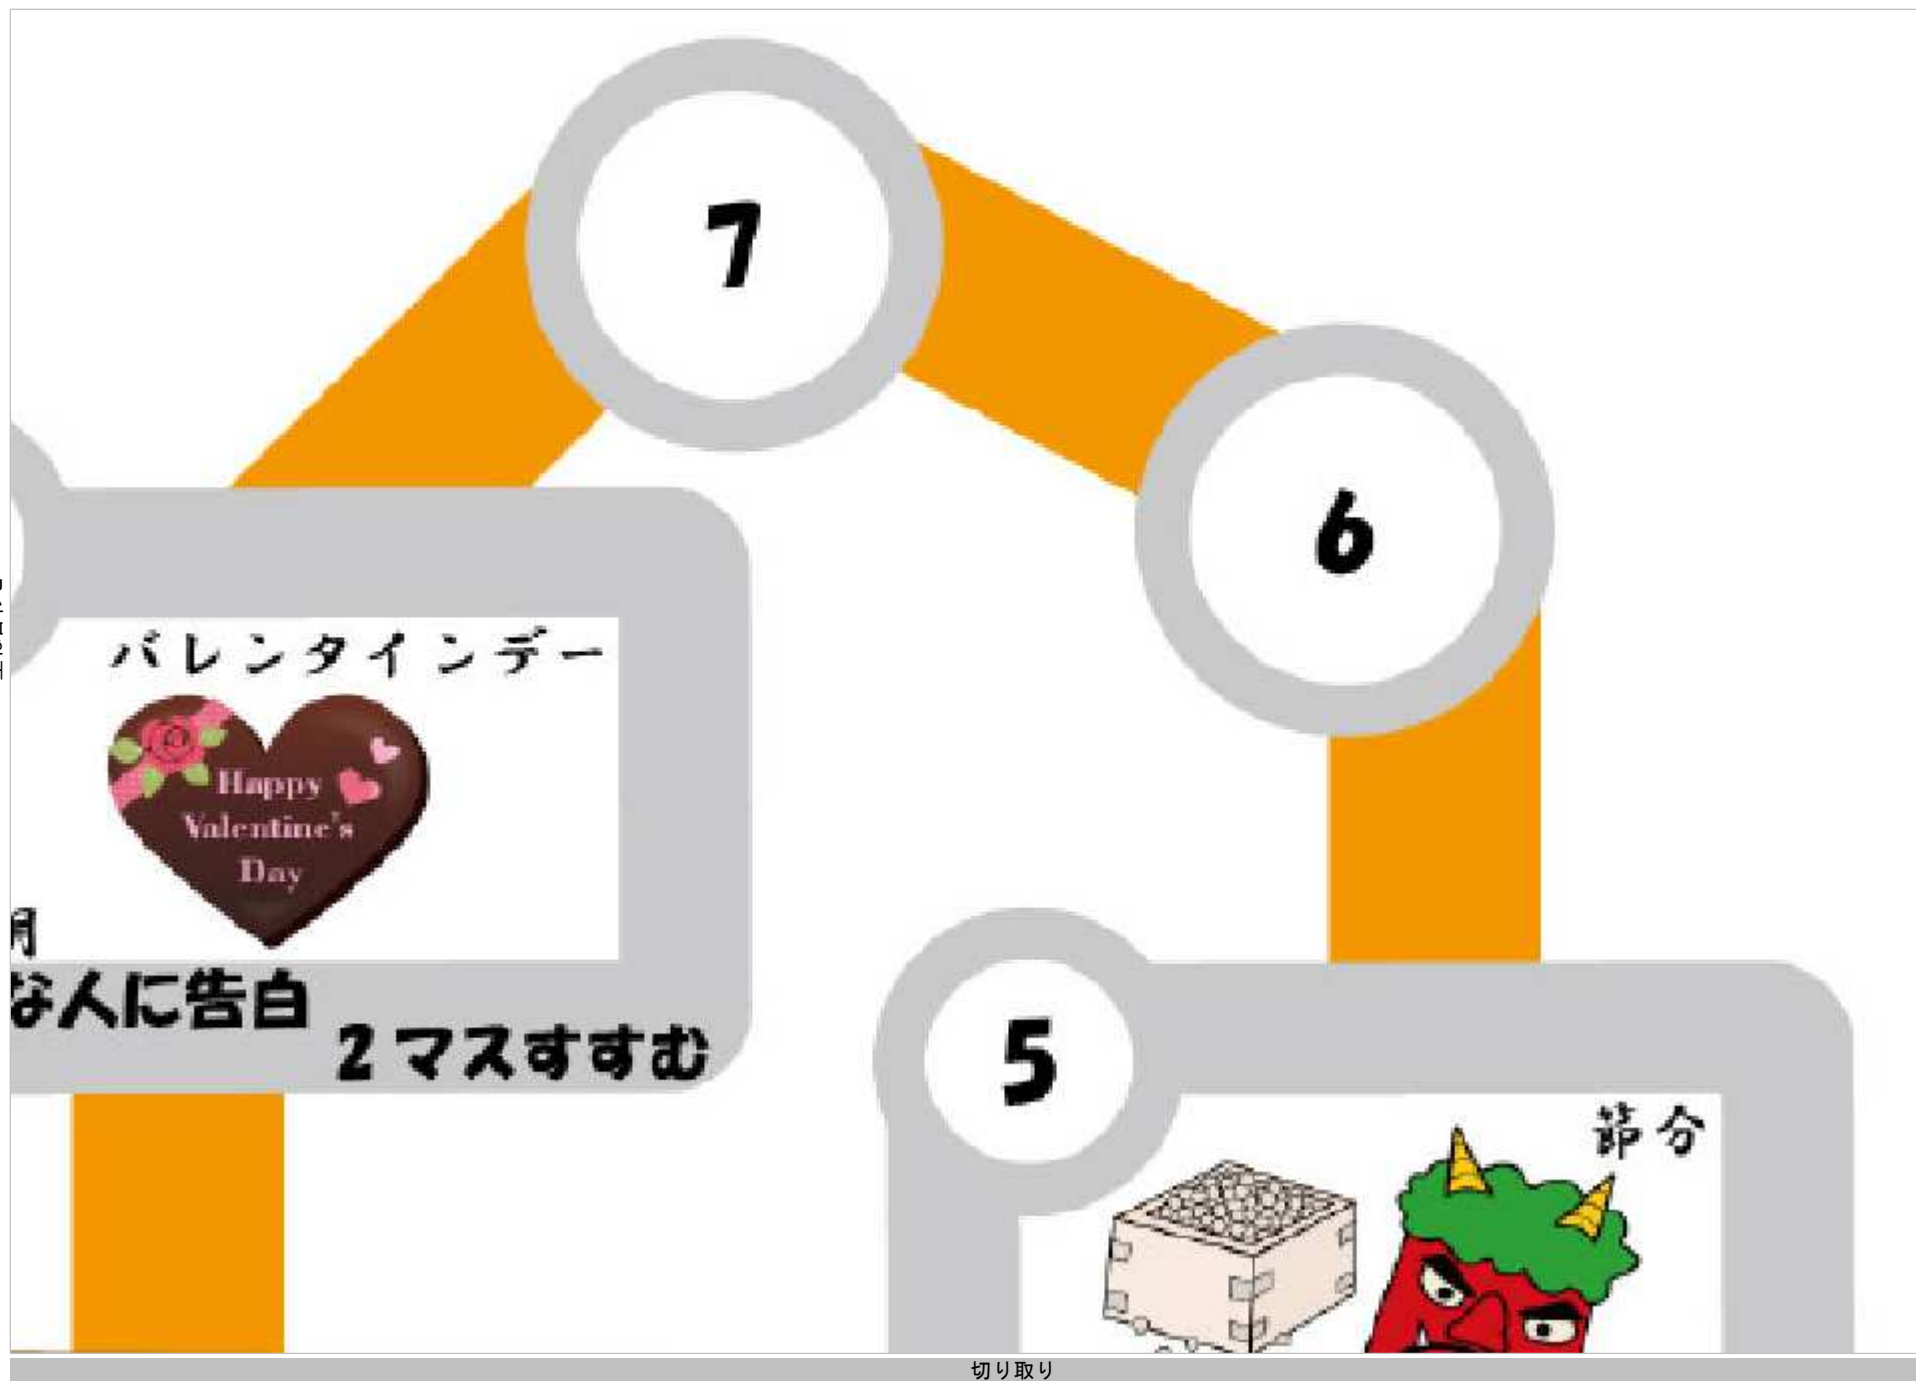 7
6
バレンタインデー
Happy
Valentine's
Day
月
な人に告白
2マスすすむ
5
節分
切り取り